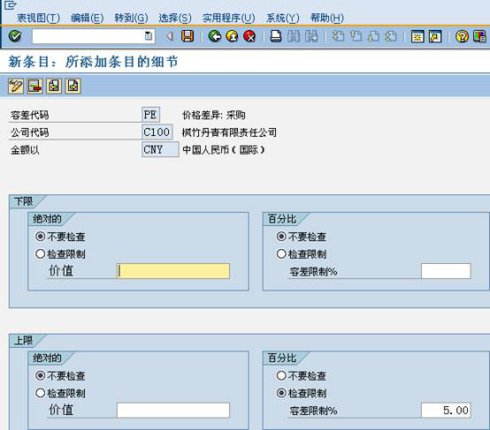 表视图(T) 编辑(E) 转到(G) 选择(S) 实用程序(U) 系统(Y) 帮助(H)
新条目: 所添加条目的细节
容差代码 PE 价格差异: 采购
公司代码 C100 枫竹丹青有限责任公司
金额以 CNY 中国人民币(国际)
下限
绝对的 百分比
不要检查 不要检查
检查限制 检查限制
价值 容差限制%
上限
绝对的 百分比
不要检查 不要检查
检查限制 检查限制
价值 容差限制% 5.00